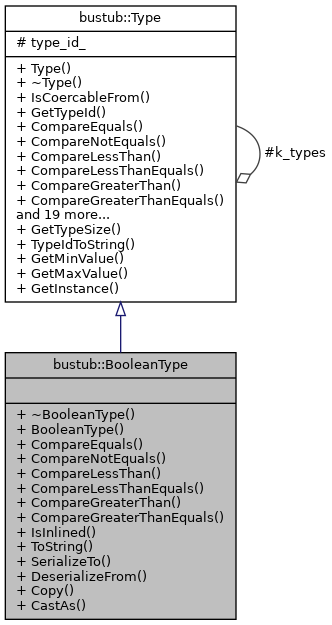 bustub::Type
# type_id_
+ Type()
+ ~Type()
+ IsCoercableFrom()
+ GetTypeId()
+ CompareEquals()
+ CompareNotEquals()
+ CompareLessThan()
+ CompareLessThanEquals()
+ CompareGreaterThan()
+ CompareGreaterThanEquals()
and 19 more...
+ GetTypeSize()
+ TypeIdToString()
+ GetMinValue()
+ GetMaxValue()
+ GetInstance()
#k_types
bustub::BooleanType
+ ~BooleanType()
+ BooleanType()
+ CompareEquals()
+ CompareNotEquals()
+ CompareLessThan()
+ CompareLessThanEquals()
+ CompareGreaterThan()
+ CompareGreaterThanEquals()
+ IsInlined()
+ ToString()
+ SerializeTo()
+ DeserializeFrom()
+ Copy()
+ CastAs()